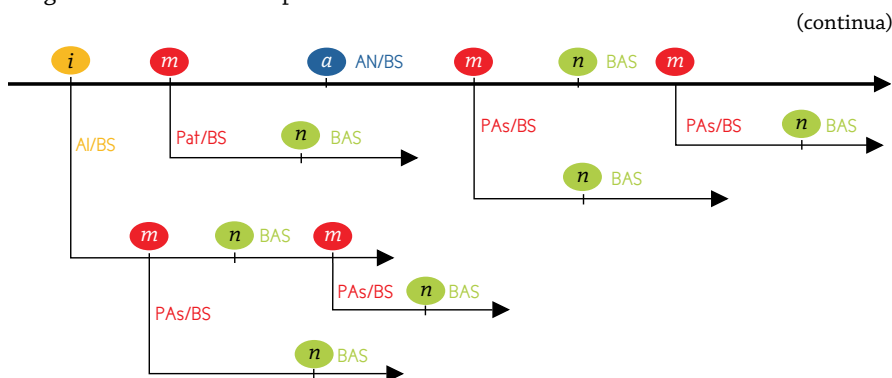 (continua)
i m a AN/BS m n BAS m
AI/BS Pat/BS n BAS PAs/BS PAs/BS n BAS
n BAS
m n BAS m
PAs/BS PAs/BS n BAS
n BAS